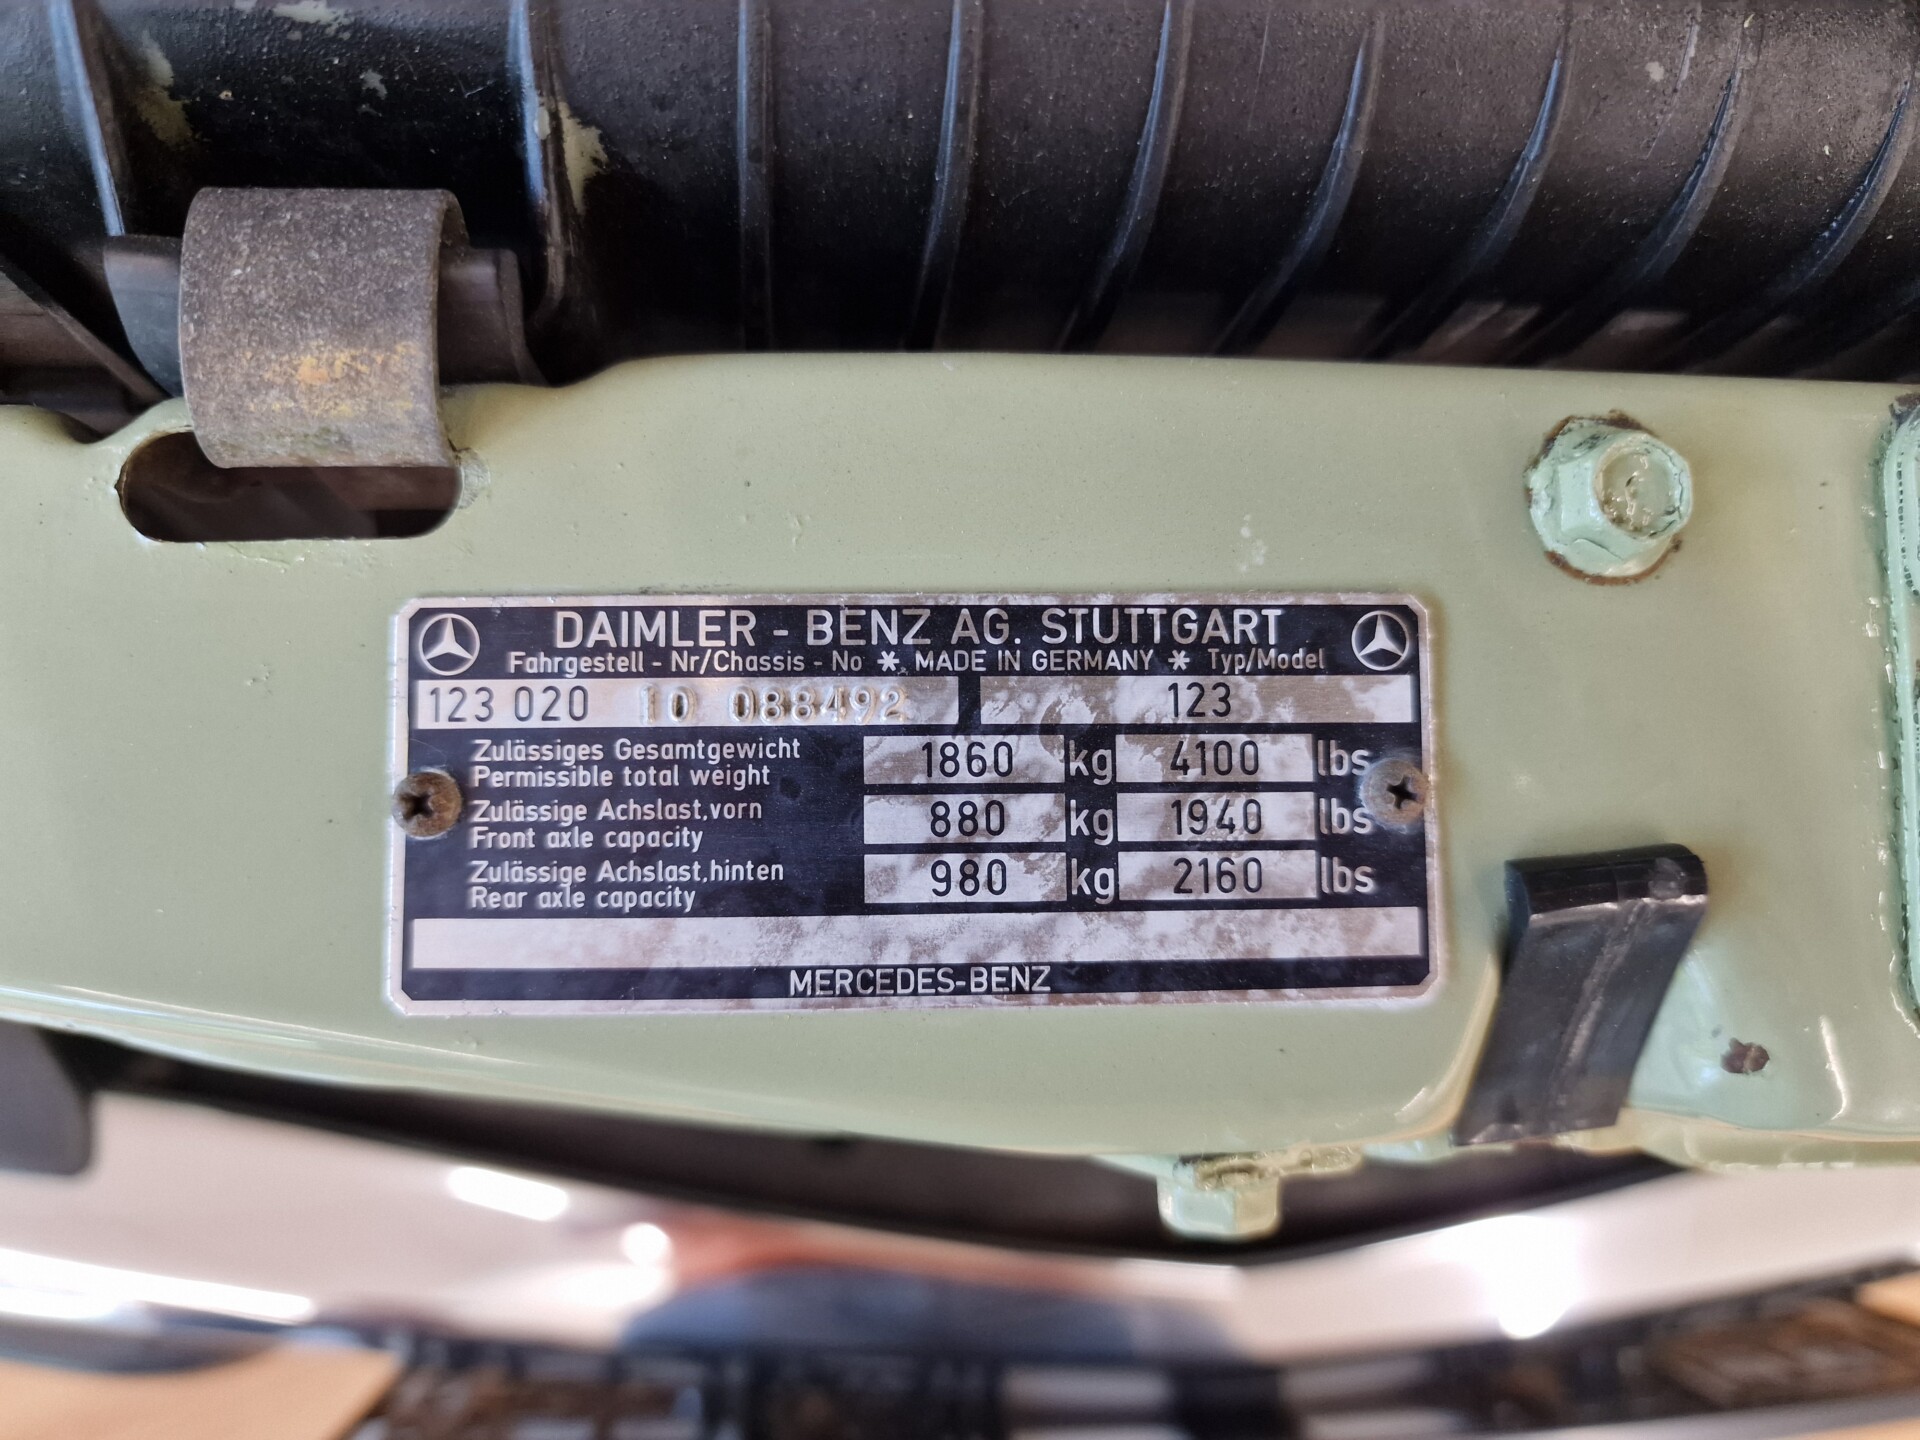 DAIMLER - BENZ AG. STUTTGART
Fahrgestell - Nr/Chassis - No * MADE IN GERMANY * Typ/Model
123 020 10 088492 123
Zulässiges Gesamtgewicht
Permissible total weight 1860 kg 4100 lbs
Zulässige Achslast,vorn
Front axle capacity 880 kg 1940 lbs
Zulässige Achslast,hinten
Rear axle capacity 980 kg 2160 lbs
MERCEDES-BENZ